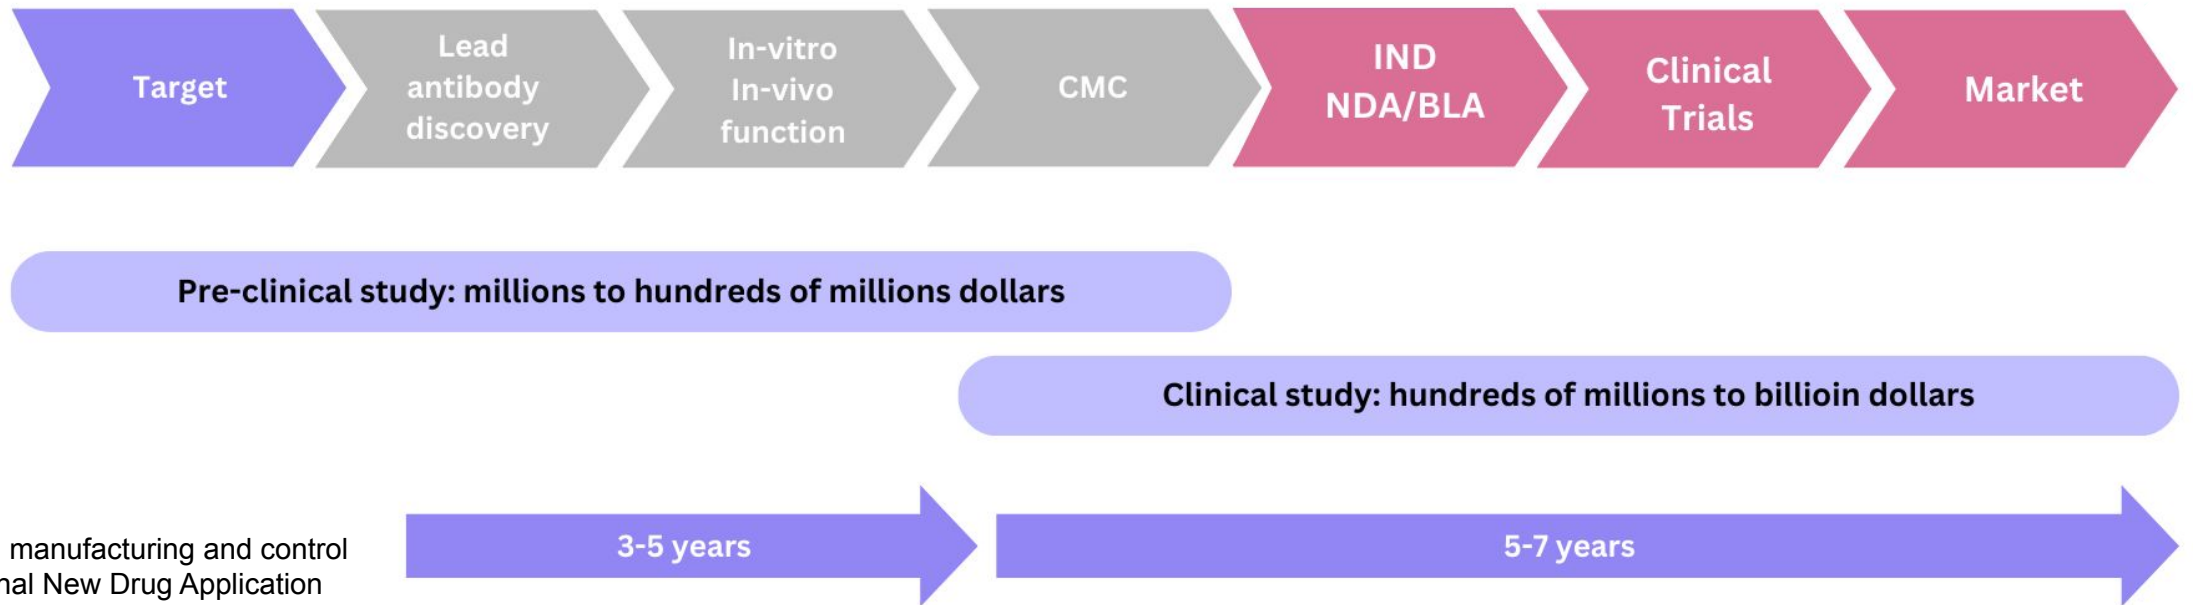 Target
Lead
antibody
discovery
In-vitro
In-vivo
function
CMC
IND
NDA/BLA
Clinical
Trials
Market
Pre-clinical study: millions to hundreds of millions dollars
Clinical study: hundreds of millions to billioin dollars
3-5 years
5-7 years
manufacturing and control
nal New Drug Application